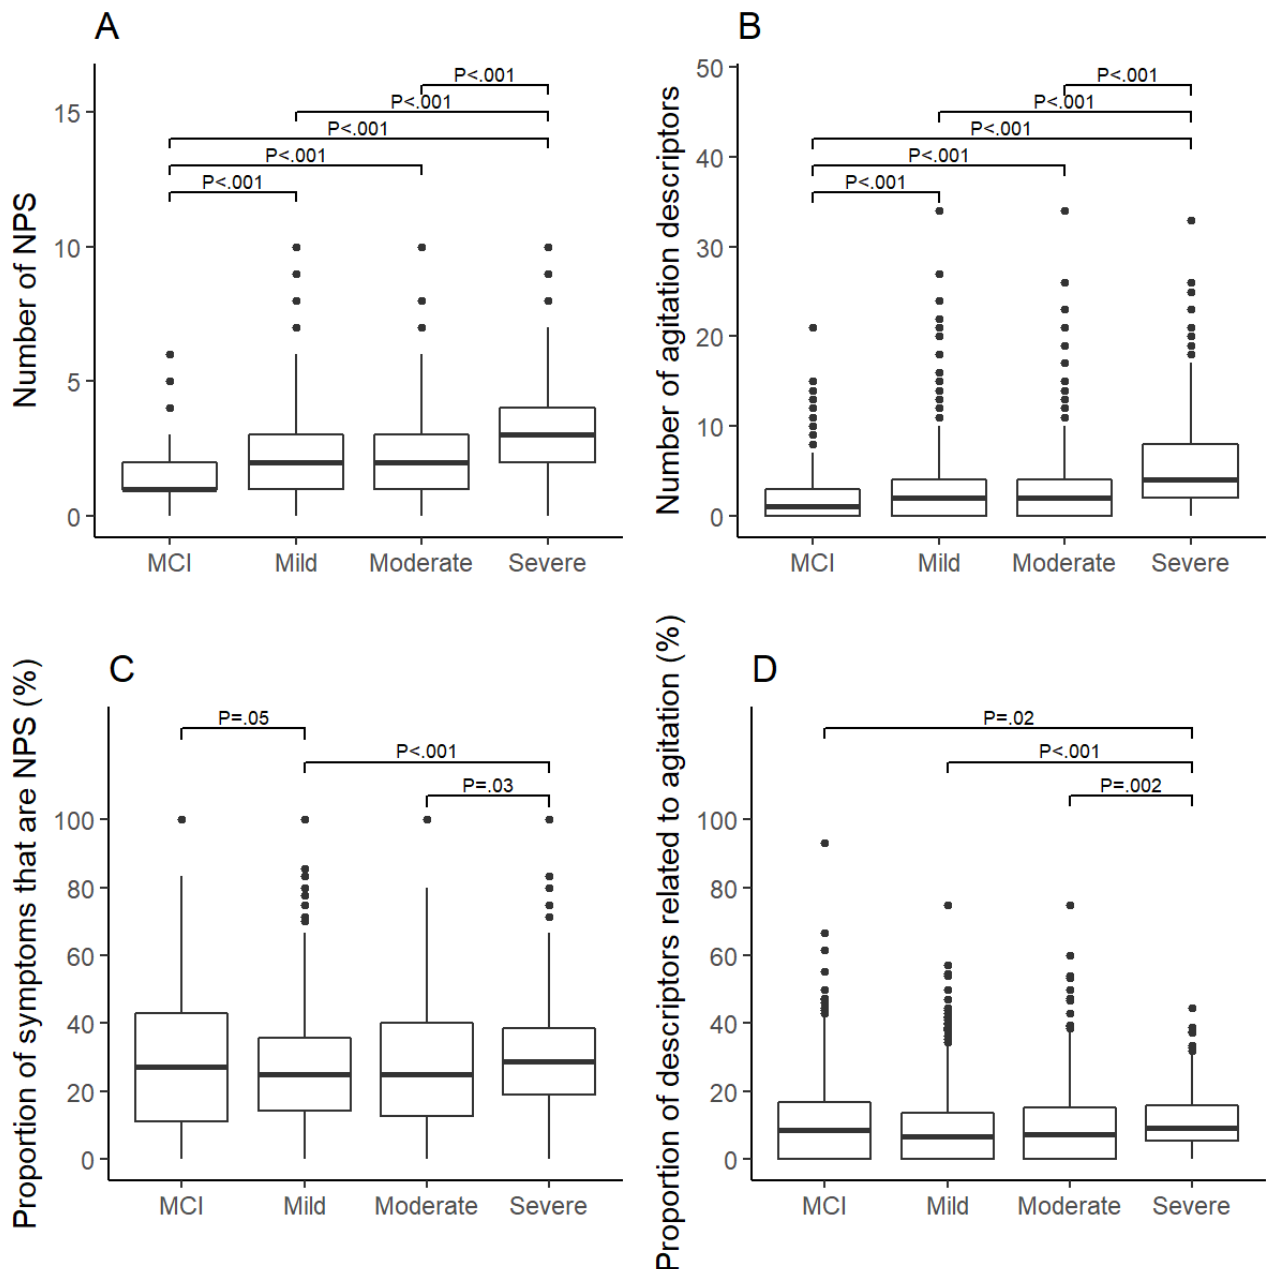 A
Number of NPS
15
10
5
0
P<.001
P<.001
P<.001
P<.001
P<.001
MCI Mild Moderate Severe
B
Number of agitation descriptors
50
40
30
20
10
0
P<.001
P<.001
P<.001
P<.001
P<.001
MCI Mild Moderate Severe
C
Proportion of symptoms that are NPS (%)
100
80
60
40
20
0
P=.05
P<.001
P=.03
MCI Mild Moderate Severe
D
Proportion of descriptors related to agitation (%)
100
80
60
40
20
0
P=.02
P<.001
P=.002
MCI Mild Moderate Severe